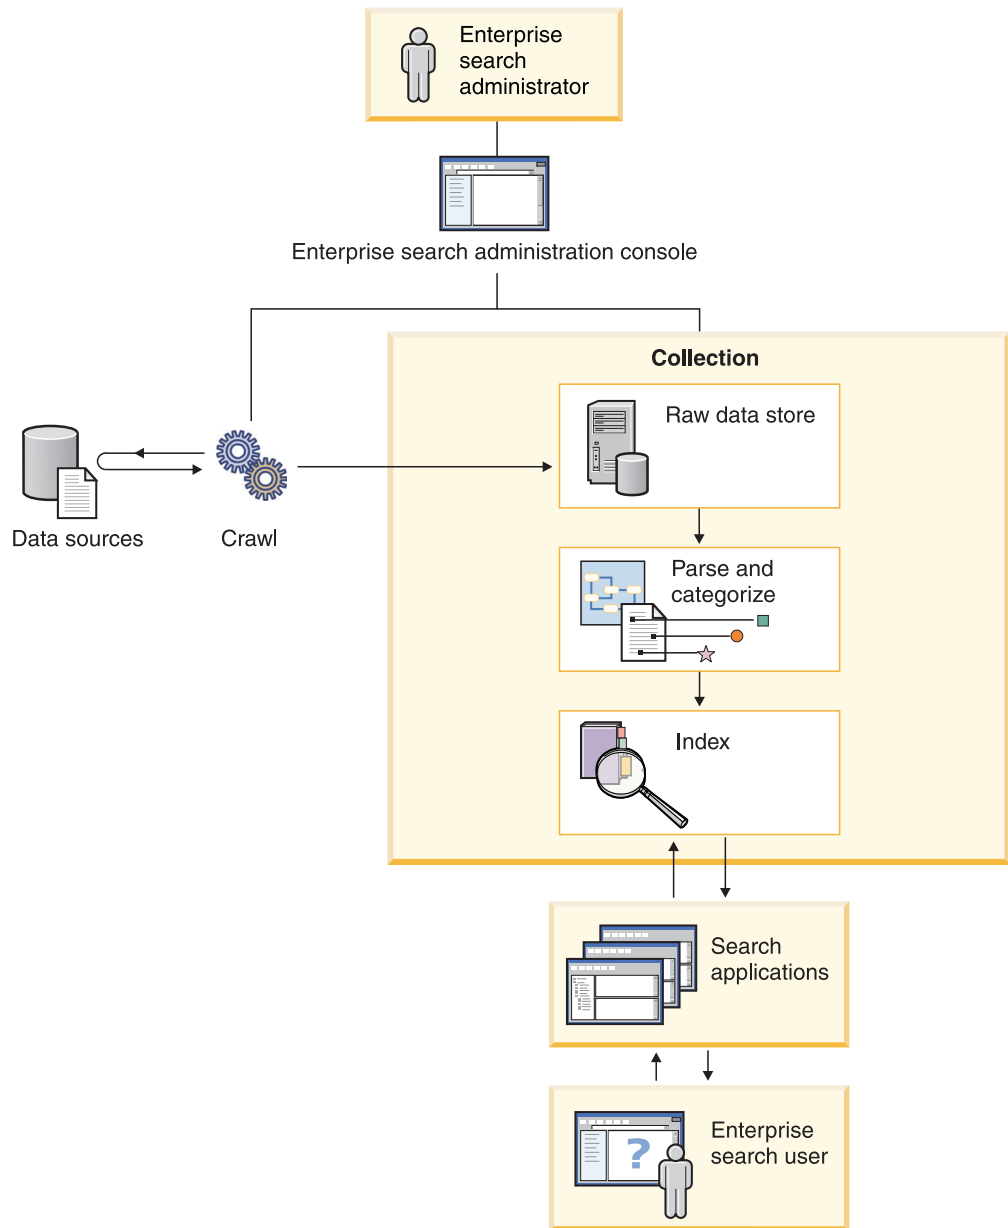 Enterprise
search
administrator
Enterprise search administration console
Collection
Raw data store
Data sources
Crawl
Parse and
categorize
Index
Search
applications
?
Enterprise
search user